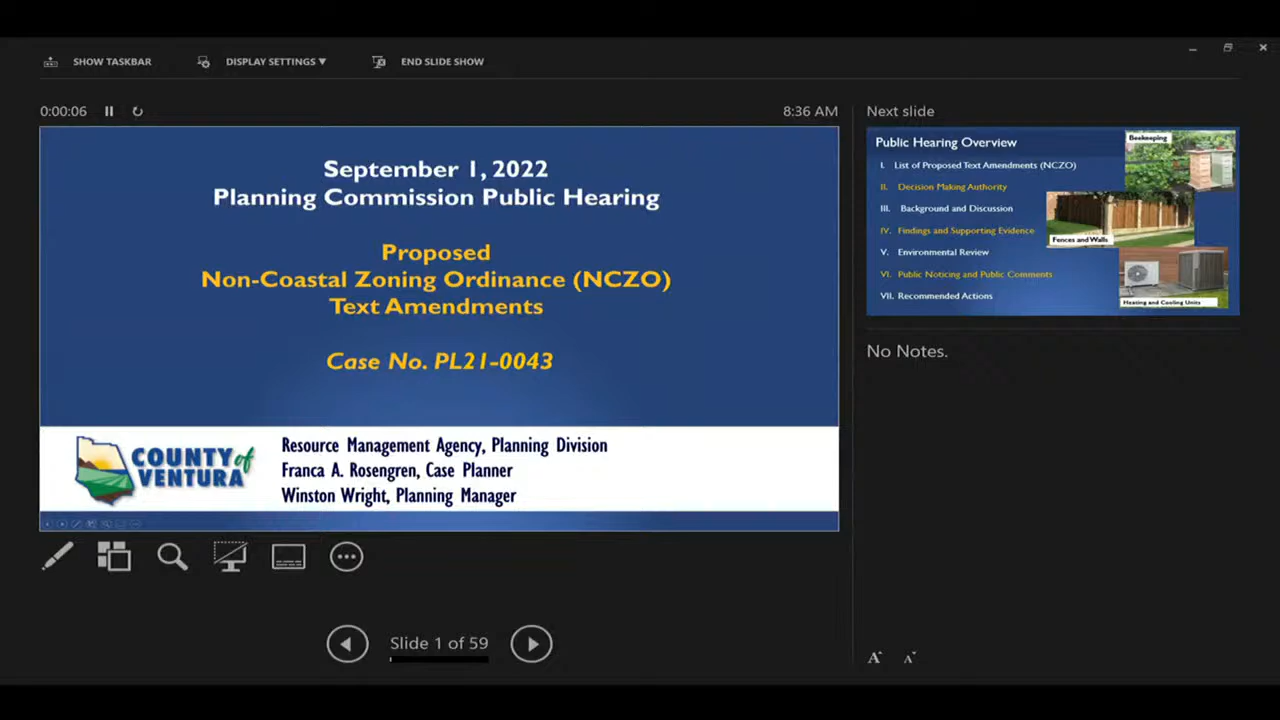 SHOW TASKBAR
DISPLAY SETTINGS ▼
END SLIDE SHOW
0:00:06
8:36 AM
September 1, 2022
Planning Commission Public Hearing
Proposed
Non-Coastal Zoning Ordinance (NCZO)
Text Amendments
Case No. PL21-0043
COUNTY of
VENTURA
Resource Management Agency, Planning Division
Franca A. Rosengren, Case Planner
Winston Wright, Planning Manager
Slide 1 of 59
Next slide
Public Hearing Overview
I. List of Proposed Text Amendments (NCZO)
II. Decision Making Authority
III. Background and Discussion
IV. Findings and Supporting Evidence
V. Environmental Review
VI. Public Noticing and Public Comments
VII. Recommended Actions
Beekeeping
Fences and Walls
Heating and Cooling Units
No Notes.
A A